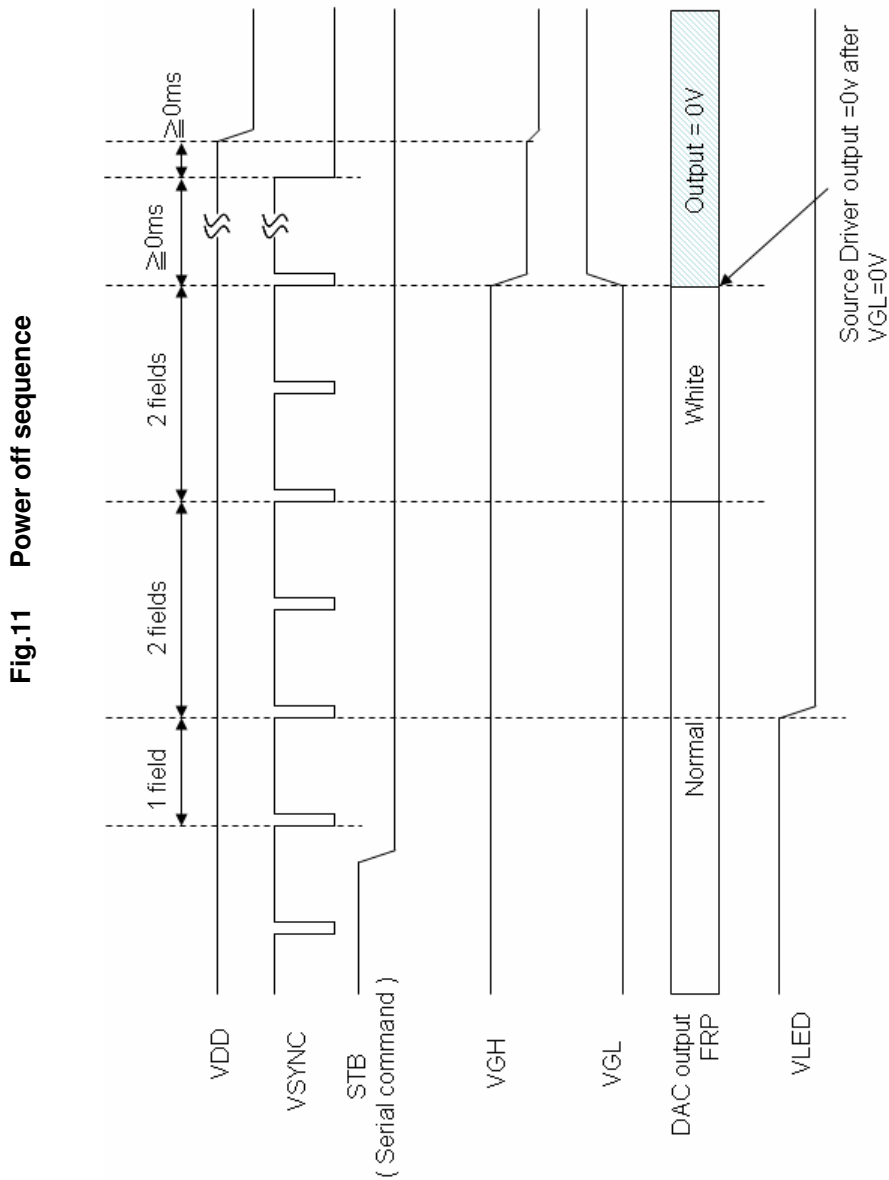 Fig.11 Power off sequence
1 field
2 fields
2 fields
≧0ms
≧0ms
VDD
VSYNC
STB
( Serial command )
VGH
VGL
DAC output
FRP
Normal
White
Output = 0V
VLED
Source Driver output =0v after
VGL=0V